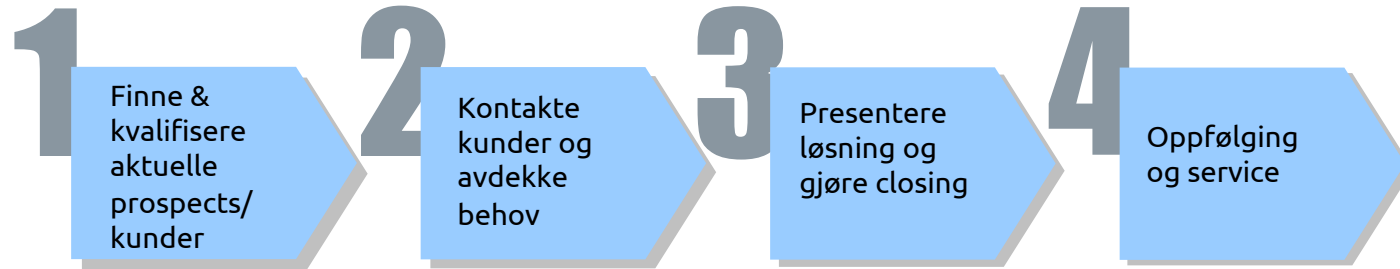 1
Finne &
kvalifisere
aktuelle
prospects/
kunder
2
Kontakte
kunder og
avdekke
behov
3
Presentere
løsning og
gjøre closing
4
Oppfølging
og service